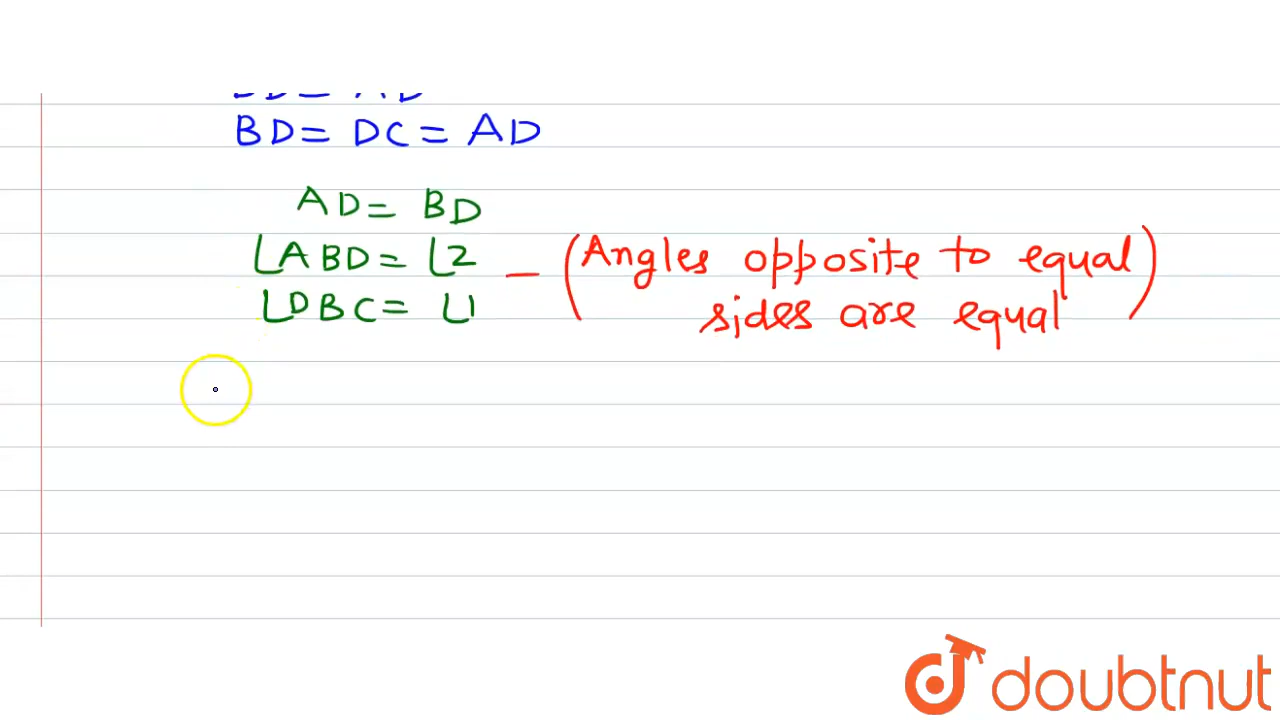 BD = DC = AD
AD = BD
∠ABD = ∠2 — (Angles opposite to equal
∠DBC = ∠1 sides are equal)
doubtnut